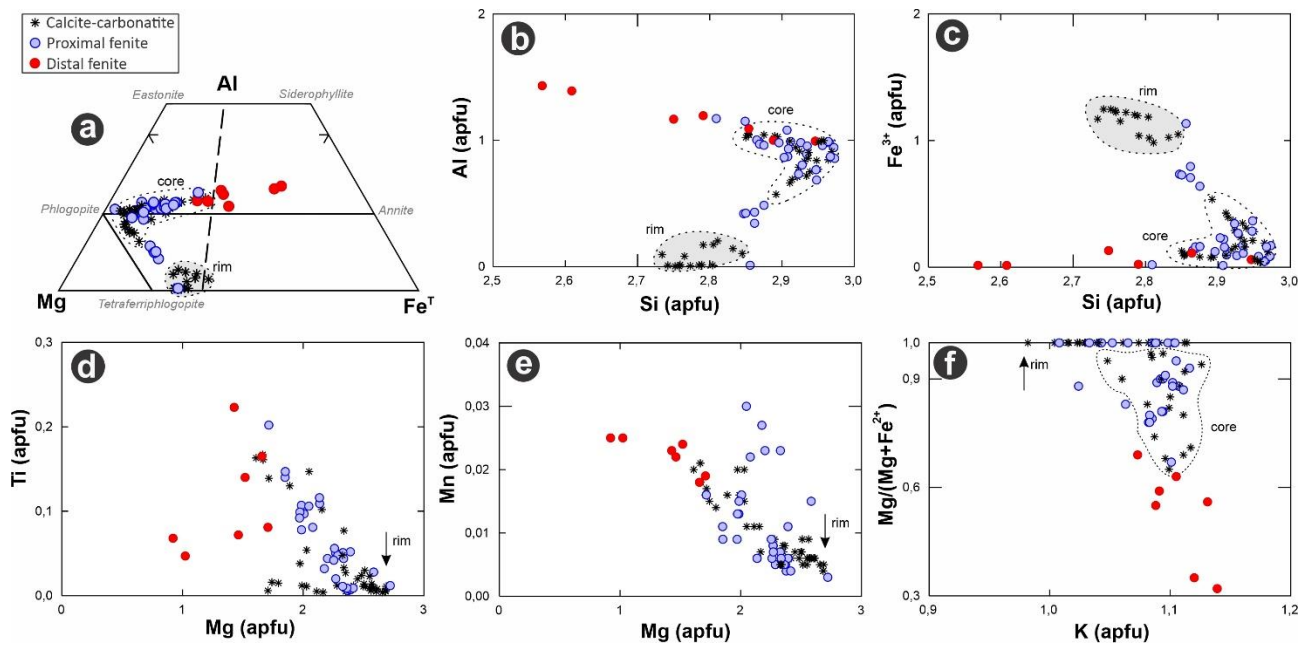 Calcite-carbonatite
Proximal fenite
Distal fenite
a
Al
Eastonite
Siderophyllite
core
Phlogopite
Annite
rim
Mg
Tetraferriphlogopite
Feᵀ
b
2
1
0
Al (apfu)
core
rim
2,5
2,6
2,7
2,8
2,9
3,0
Si (apfu)
c
2
1
0
Fe³⁺ (apfu)
rim
core
2,5
2,6
2,7
2,8
2,9
3,0
Si (apfu)
d
0,3
0,2
0,1
0,0
Ti (apfu)
rim
0
1
2
3
Mg (apfu)
e
0,04
0,03
0,02
0,01
0,00
Mn (apfu)
rim
0
1
2
3
Mg (apfu)
f
1,0
0,9
0,6
0,3
Mg/(Mg+Fe²⁺)
rim
core
0,9
1,0
1,1
1,2
K (apfu)